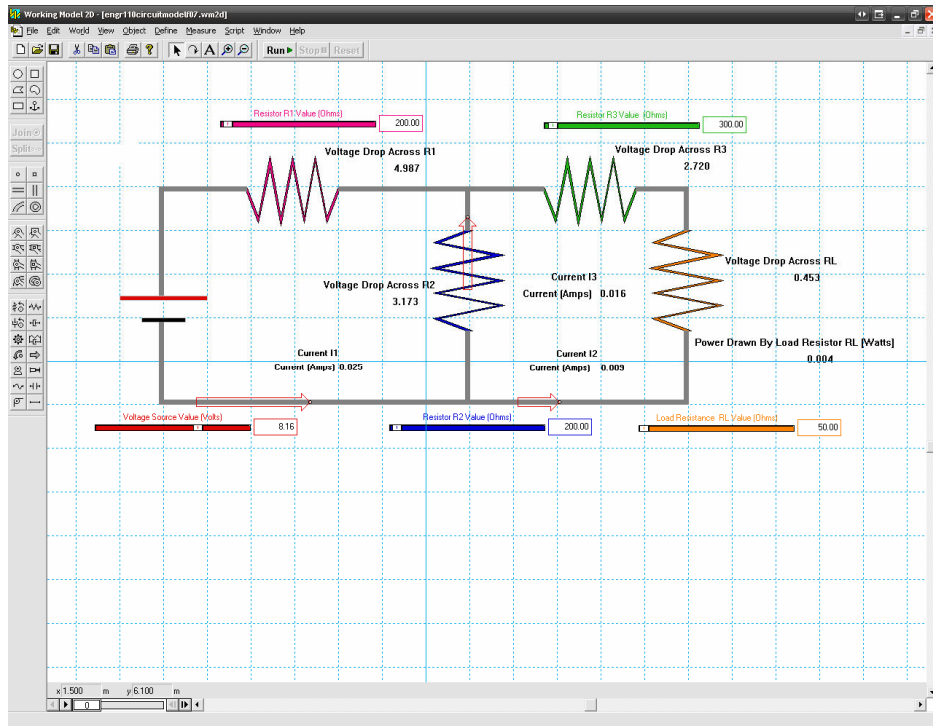 Working Model 2D - [engr110circuitmodelf07.wm2d]
File Edit World View Object Define Measure Script Window Help
A ? Run Stop Reset
Join
Split
Resistor R1 Value (Ohms)
200.00
Resistor R3 Value (Ohms)
300.00
Voltage Drop Across R1
4.987
Voltage Drop Across R3
2.720
Voltage Drop Across R2
3.173
Current I3
Current (Amps) 0.016
Voltage Drop Across RL
0.453
Power Drawn By Load Resistor RL [Watts]
0.004
Current I1
Current (Amps) 0.025
Current I2
Current (Amps) 0.009
Voltage Source Value (Volts)
8.16
Resistor R2 Value (Ohms)
200.00
Load Resistance RL Value (Ohms)
50.00
x 1.500 m y 6.100 m
0